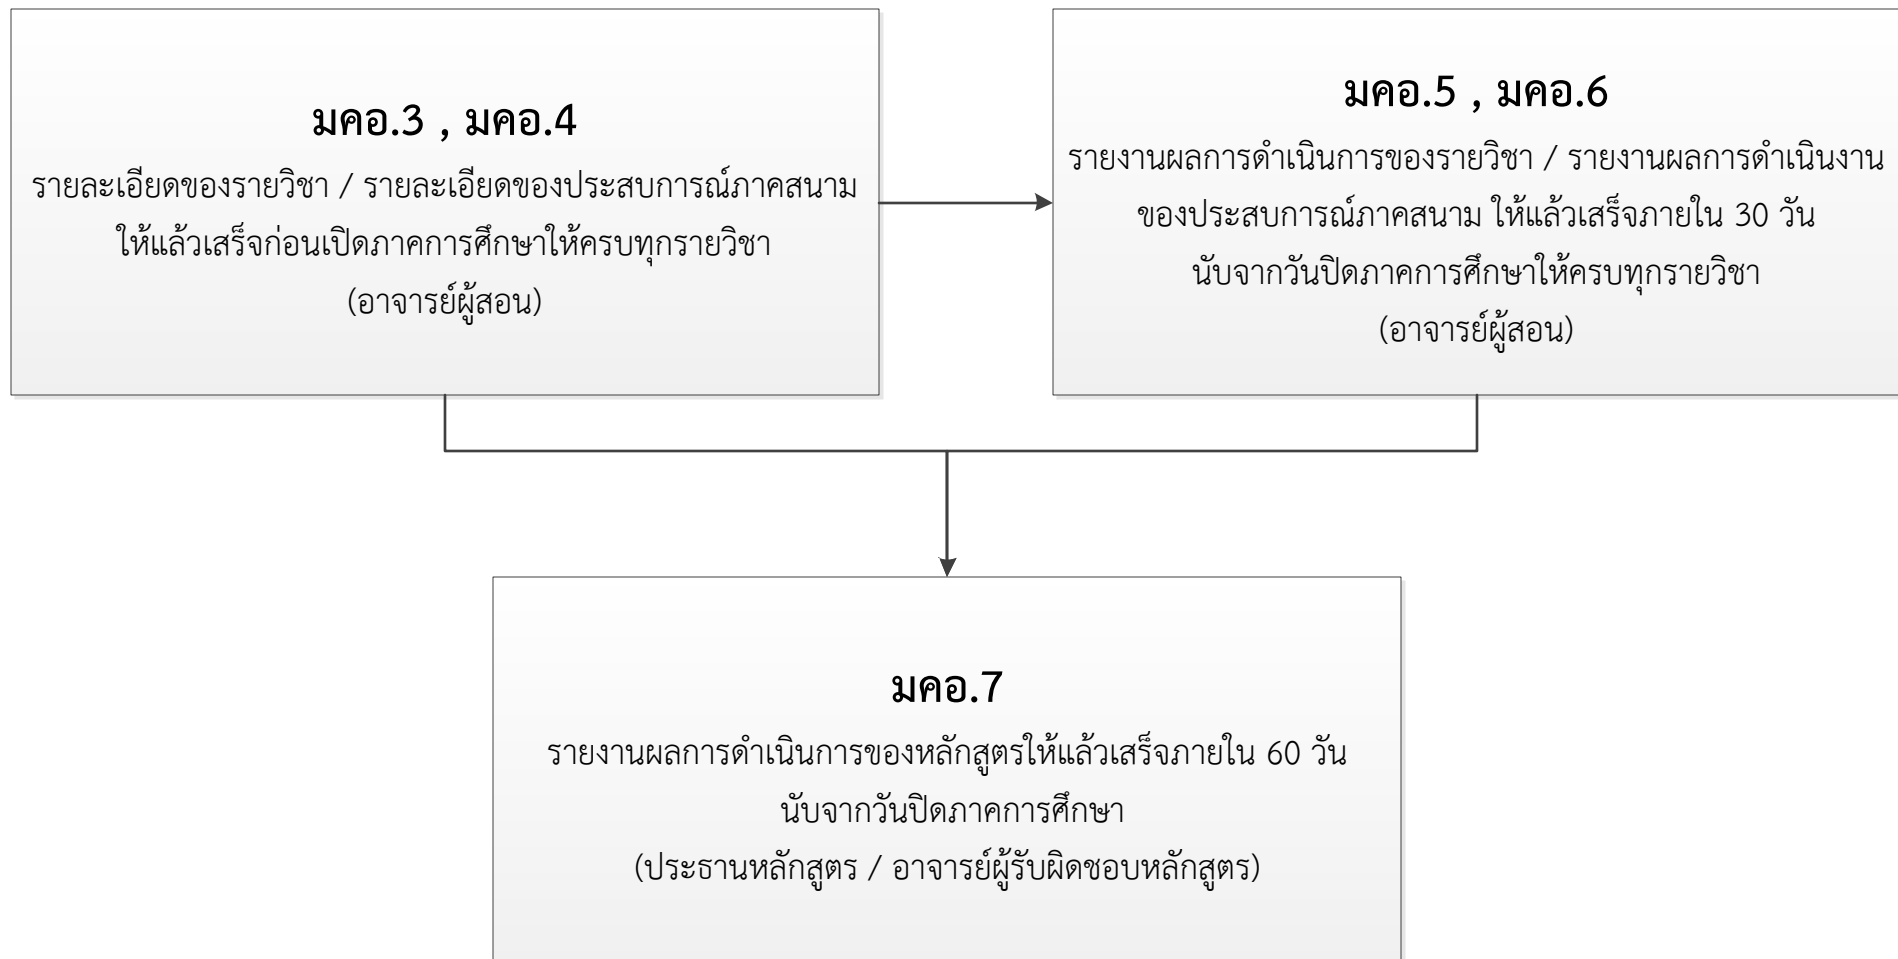 มคอ.3 , มคอ.4
รายละเอียดของรายวิชา / รายละเอียดของประสบการณ์ภาคสนาม
ให้แล้วเสร็จก่อนเปิดภาคการศึกษาให้ครบทุกรายวิชา
(อาจารย์ผู้สอน)
มคอ.5 , มคอ.6
รายงานผลการดำเนินการของรายวิชา / รายงานผลการดำเนินงาน
ของประสบการณ์ภาคสนาม ให้แล้วเสร็จภายใน 30 วัน
นับจากวันปิดภาคการศึกษาให้ครบทุกรายวิชา
(อาจารย์ผู้สอน)
มคอ.7
รายงานผลการดำเนินการของหลักสูตรให้แล้วเสร็จภายใน 60 วัน
นับจากวันปิดภาคการศึกษา
(ประธานหลักสูตร / อาจารย์ผู้รับผิดชอบหลักสูตร)